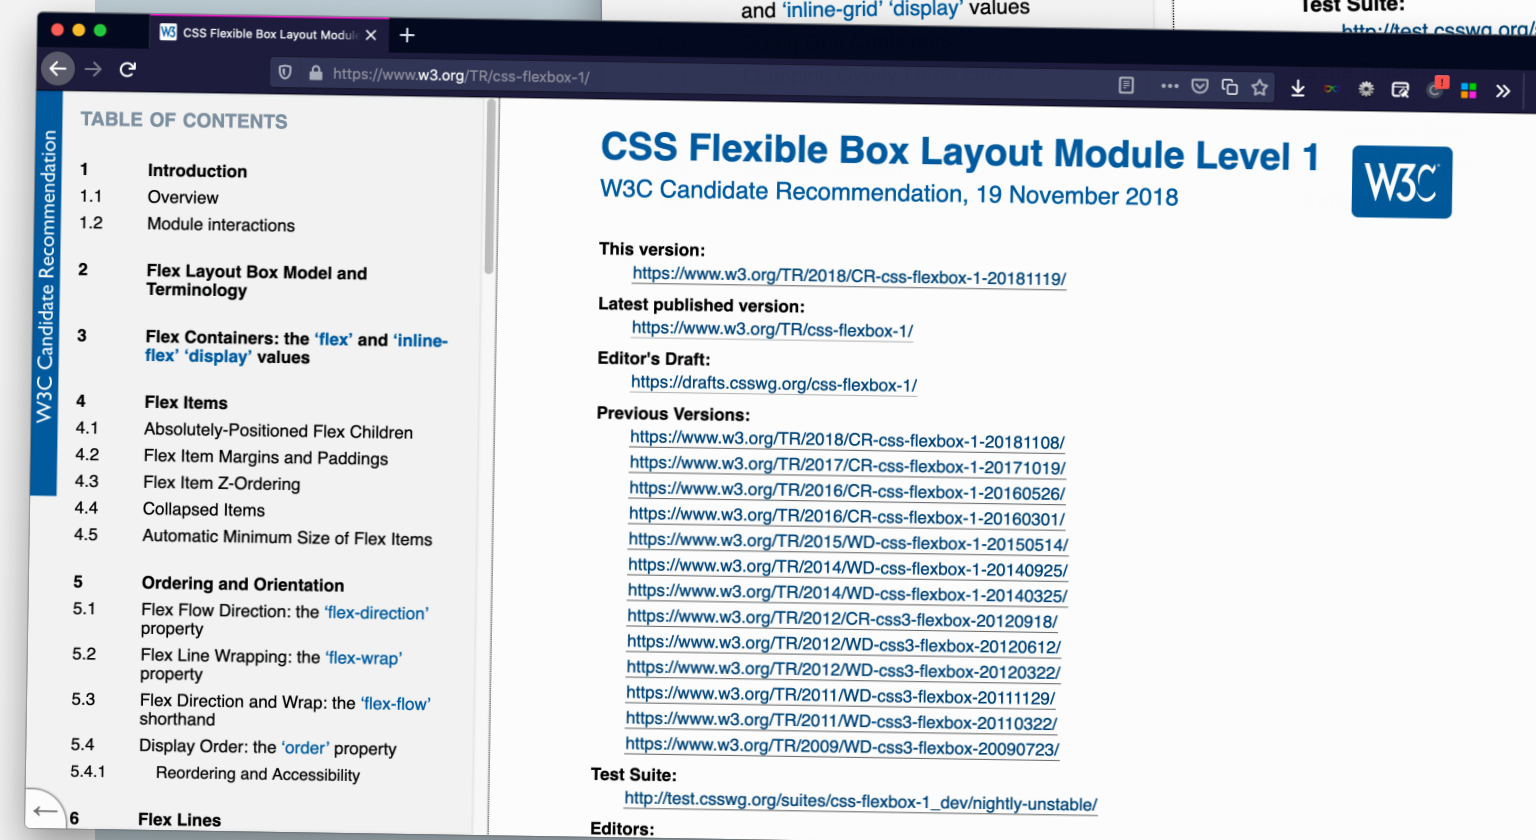 and ‘inline-grid’ ‘display’ values
Test Suite:
http://test.csswg.org/
CSS Flexible Box Layout Modul
https://www.w3.org/TR/css-flexbox-1/
W3C Candidate Recommendation
TABLE OF CONTENTS
1 Introduction
1.1 Overview
1.2 Module interactions
2 Flex Layout Box Model and
Terminology
3 Flex Containers: the ‘flex’ and ‘inline-
flex’ ‘display’ values
4 Flex Items
4.1 Absolutely-Positioned Flex Children
4.2 Flex Item Margins and Paddings
4.3 Flex Item Z-Ordering
4.4 Collapsed Items
4.5 Automatic Minimum Size of Flex Items
5 Ordering and Orientation
5.1 Flex Flow Direction: the ‘flex-direction’
property
5.2 Flex Line Wrapping: the ‘flex-wrap’
property
5.3 Flex Direction and Wrap: the ‘flex-flow’
shorthand
5.4 Display Order: the ‘order’ property
5.4.1 Reordering and Accessibility
6 Flex Lines
CSS Flexible Box Layout Module Level 1
W3C Candidate Recommendation, 19 November 2018
W3C
This version:
https://www.w3.org/TR/2018/CR-css-flexbox-1-20181119/
Latest published version:
https://www.w3.org/TR/css-flexbox-1/
Editor's Draft:
https://drafts.csswg.org/css-flexbox-1/
Previous Versions:
https://www.w3.org/TR/2018/CR-css-flexbox-1-20181108/
https://www.w3.org/TR/2017/CR-css-flexbox-1-20171019/
https://www.w3.org/TR/2016/CR-css-flexbox-1-20160526/
https://www.w3.org/TR/2016/CR-css-flexbox-1-20160301/
https://www.w3.org/TR/2015/WD-css-flexbox-1-20150514/
https://www.w3.org/TR/2014/WD-css-flexbox-1-20140925/
https://www.w3.org/TR/2014/WD-css-flexbox-1-20140325/
https://www.w3.org/TR/2012/CR-css3-flexbox-20120918/
https://www.w3.org/TR/2012/WD-css3-flexbox-20120612/
https://www.w3.org/TR/2012/WD-css3-flexbox-20120322/
https://www.w3.org/TR/2011/WD-css3-flexbox-20111129/
https://www.w3.org/TR/2011/WD-css3-flexbox-20110322/
https://www.w3.org/TR/2009/WD-css3-flexbox-20090723/
Test Suite:
http://test.csswg.org/suites/css-flexbox-1_dev/nightly-unstable/
Editors: